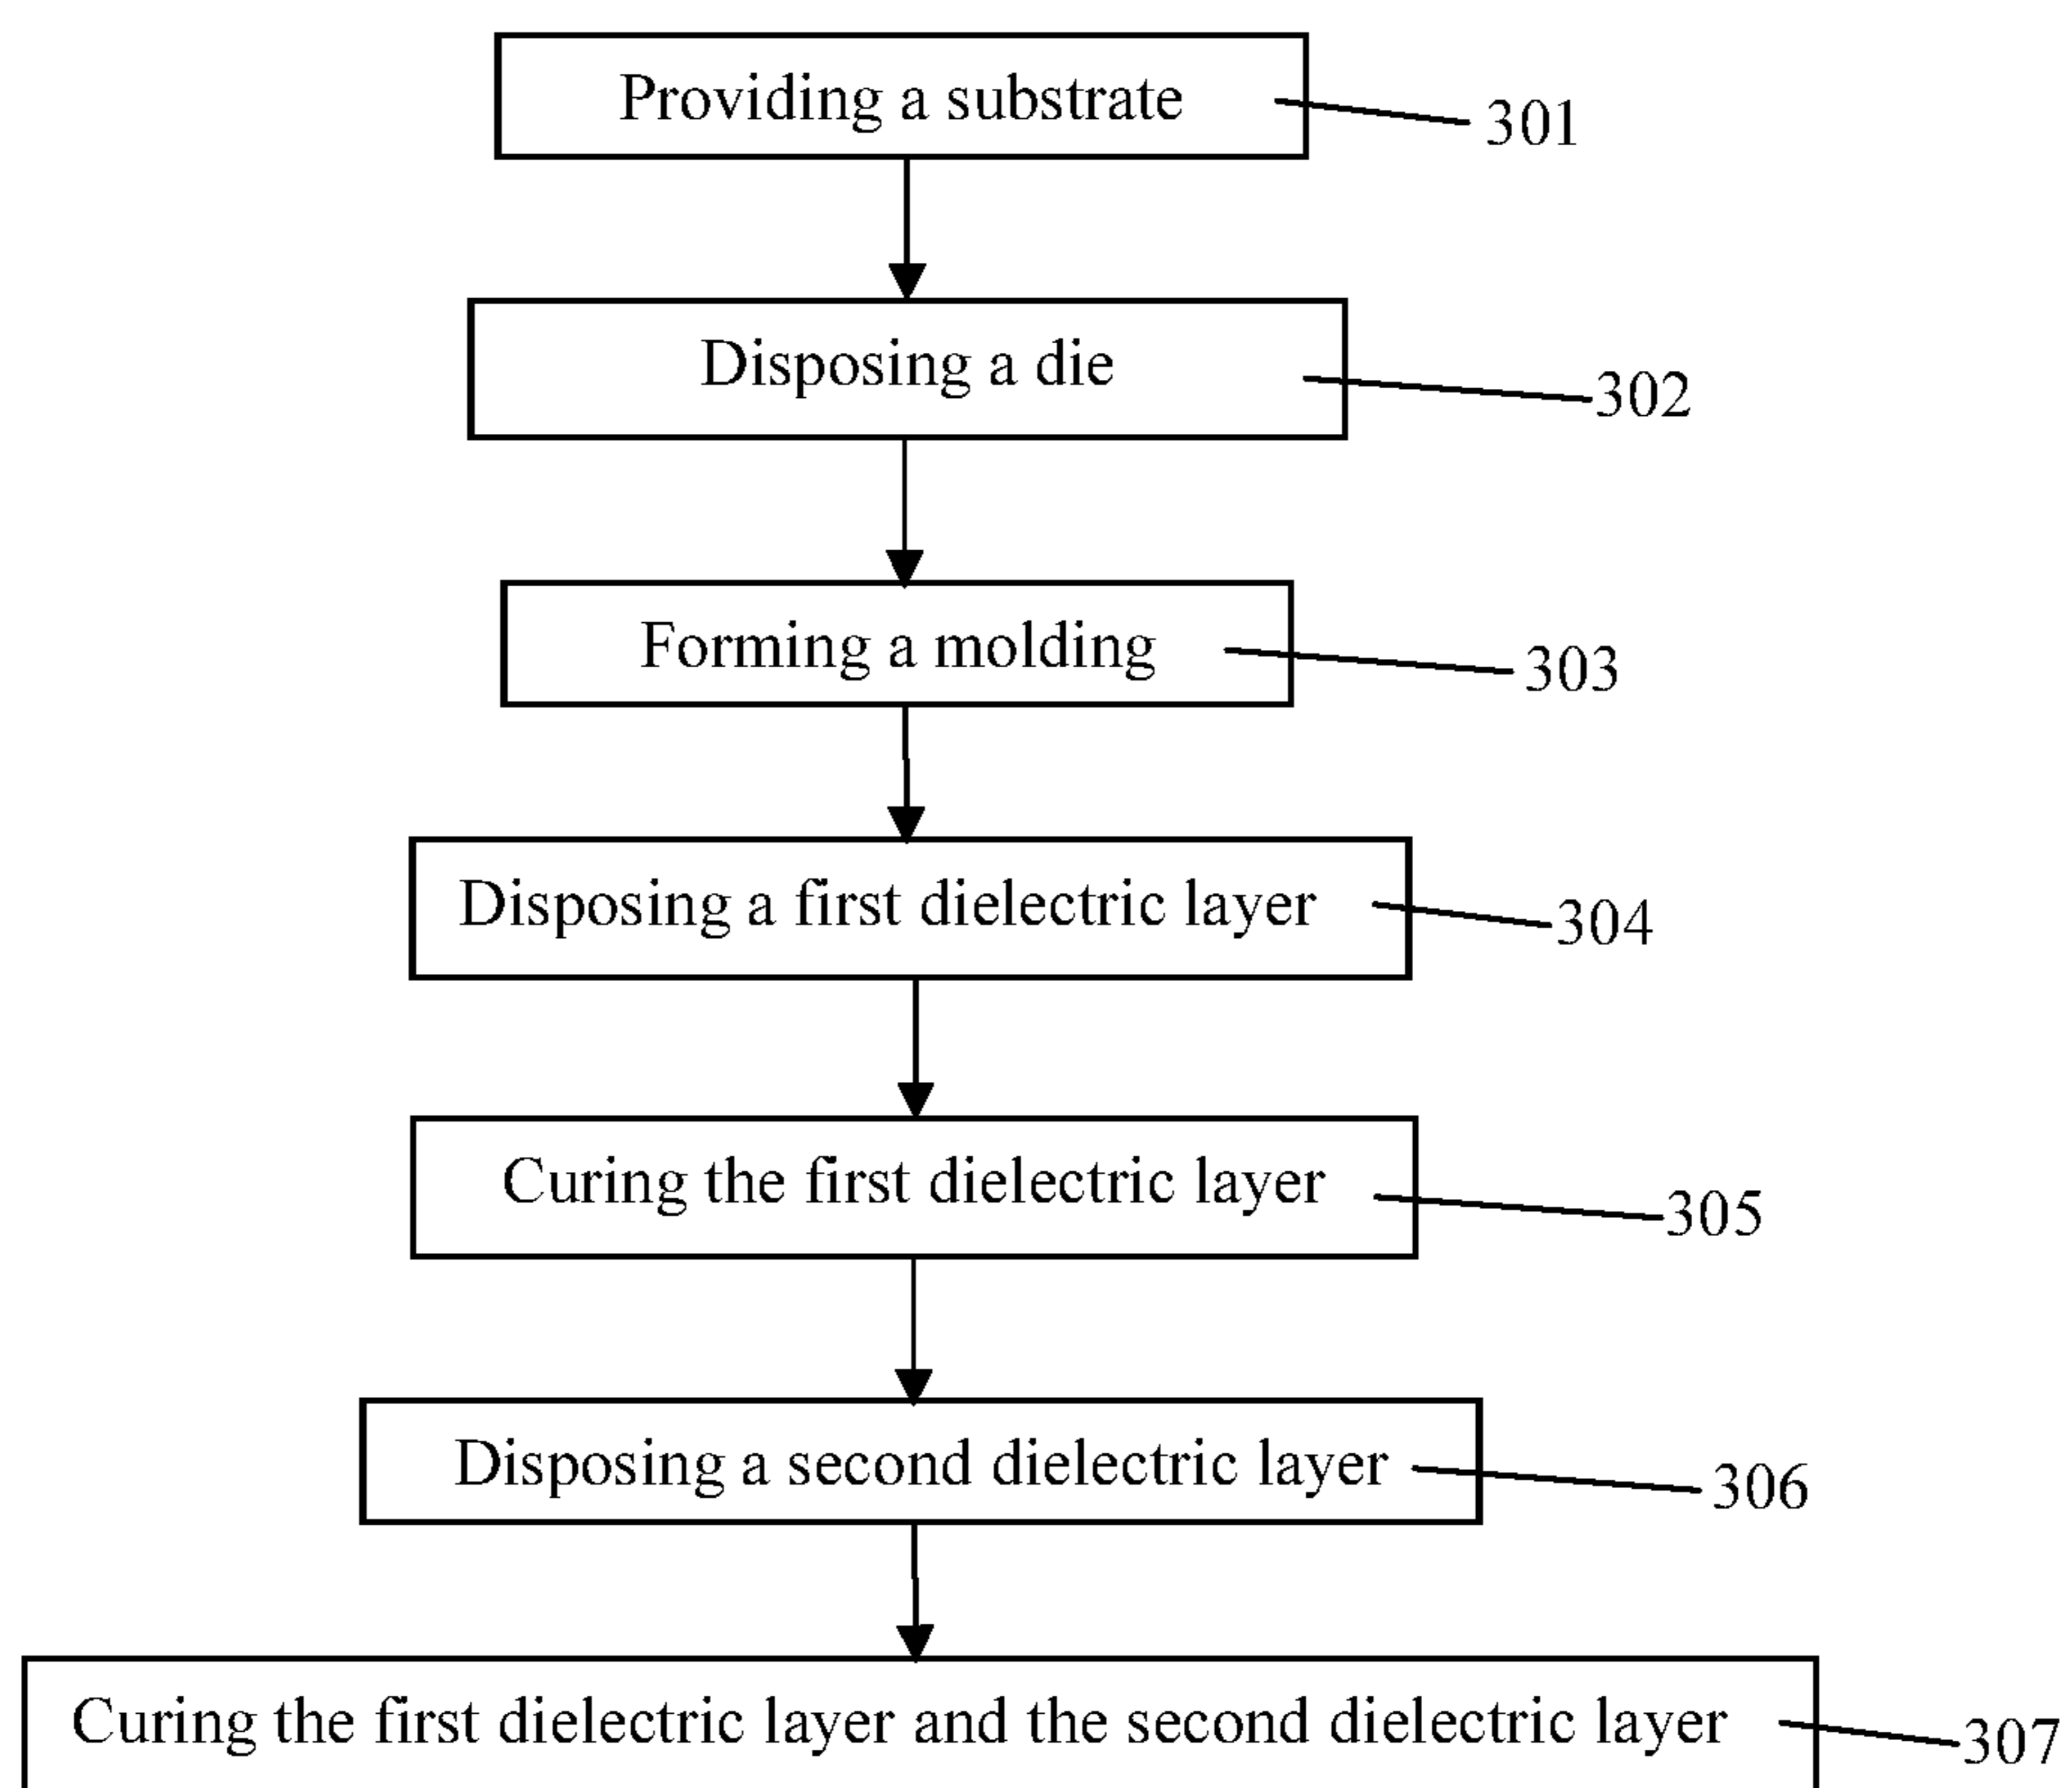 Providing a substrate
301
Disposing a die
302
Forming a molding
303
Disposing a first dielectric layer
304
Curing the first dielectric layer
305
Disposing a second dielectric layer
306
Curing the first dielectric layer and the second dielectric layer
307